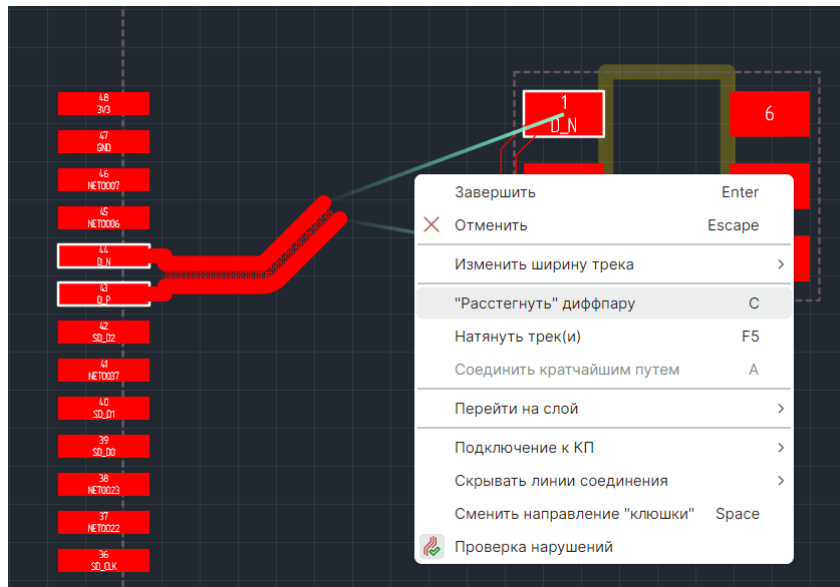 48
3V3
47
GND
46
NET0007
45
NET0006
44
D_N
43
D_P
42
SD_D2
41
NET0037
40
SD_D1
39
SD_D0
38
NET0023
37
NET0022
36
SD_CLK
1
D_N
6
Завершить Enter
Отменить Escape
Изменить ширину трека
"Расстегнуть" диффпару C
Натянуть трек(и) F5
Соединить кратчайшим путем A
Перейти на слой
Подключение к КП
Скрывать линии соединения
Сменить направление "клюшки" Space
Проверка нарушений